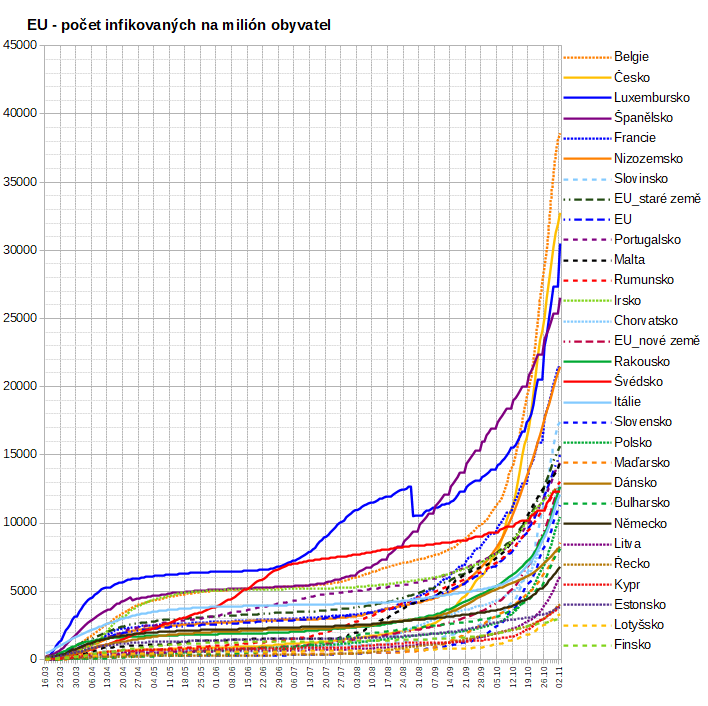 EU - počet infikovaných na milión obyvatel
45000
40000
35000
30000
25000
20000
15000
10000
5000
0
Belgie
Česko
Luxembursko
Španělsko
Francie
Nizozemsko
Slovinsko
EU_staré země
EU
Portugalsko
Malta
Rumunsko
Irsko
Chorvatsko
EU_nové země
Rakousko
Švédsko
Itálie
Slovensko
Polsko
Maďarsko
Dánsko
Bulharsko
Německo
Litva
Řecko
Kypr
Estonsko
Lotyšsko
Finsko
16.03
23.03
30.03
06.04
13.04
20.04
27.04
04.05
11.05
18.05
25.05
01.06
08.06
15.06
22.06
29.06
06.07
13.07
20.07
27.07
03.08
10.08
17.08
24.08
31.08
07.09
14.09
21.09
28.09
05.10
12.10
19.10
26.10
02.11